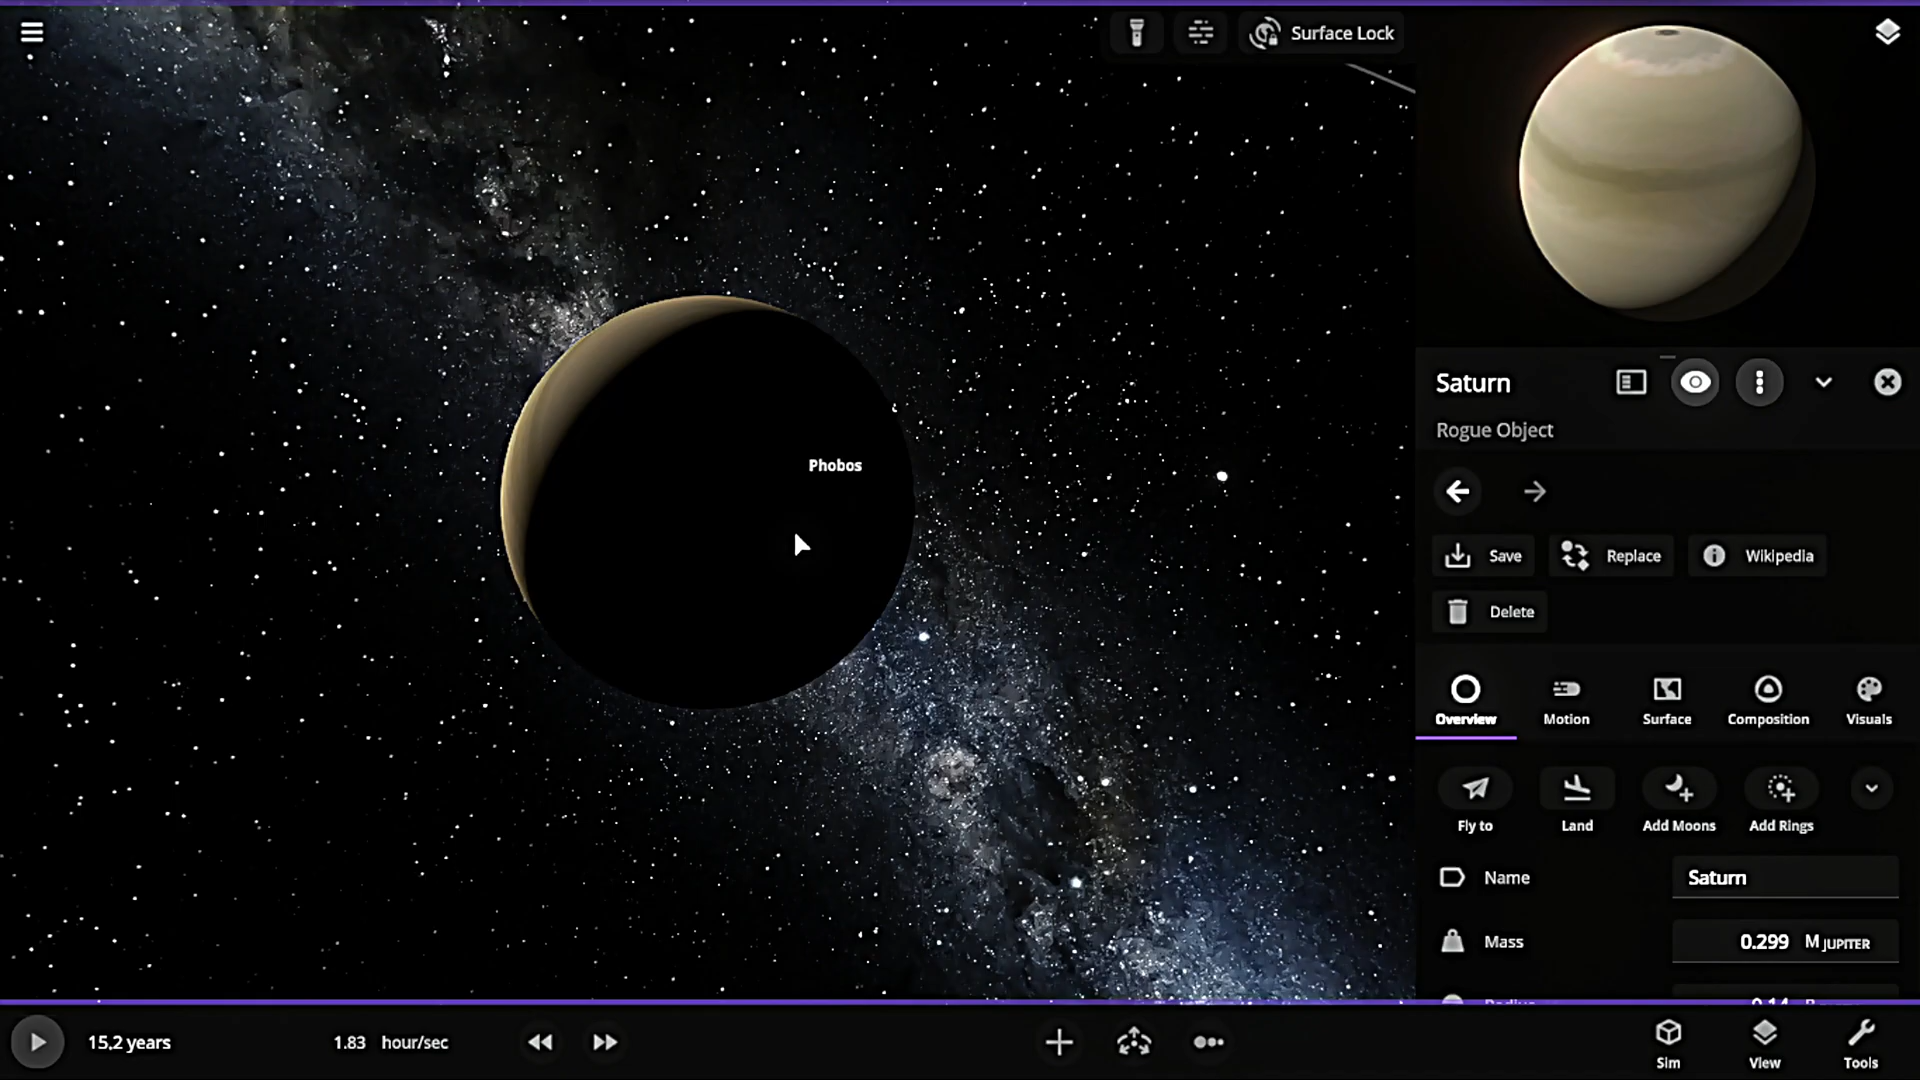 Surface Lock
Phobos
Saturn
Rogue Object
Save
Replace
Wikipedia
Delete
Overview
Motion
Surface
Composition
Visuals
Fly to
Land
Add Moons
Add Rings
Name
Saturn
Mass
0.299 M JUPITER
15.2 years
1.83 hour/sec
Sim
View
Tools